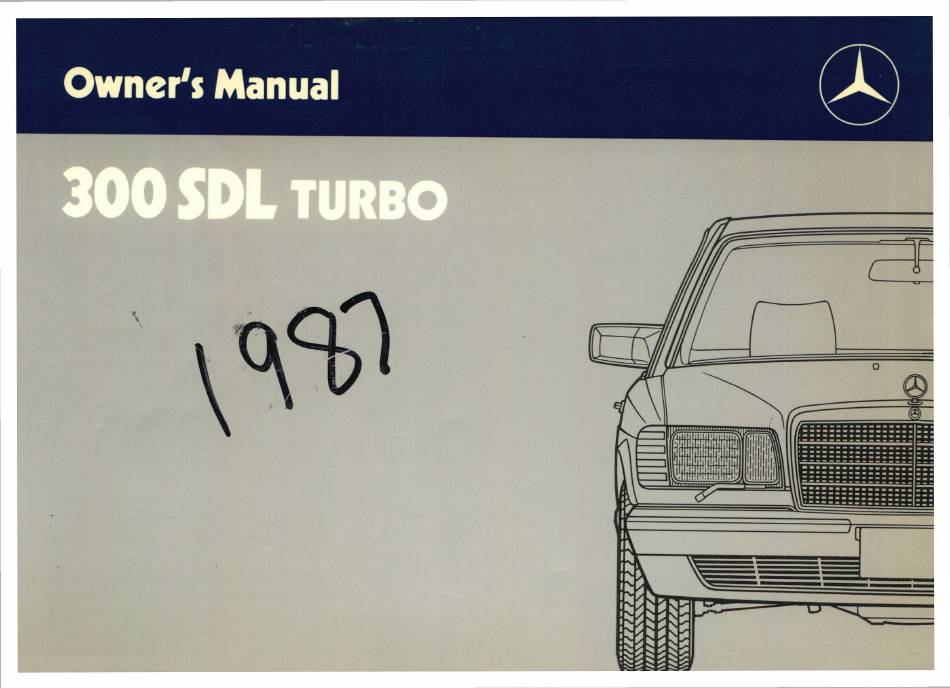 Owner's Manual
300 SDL TURBO
1987